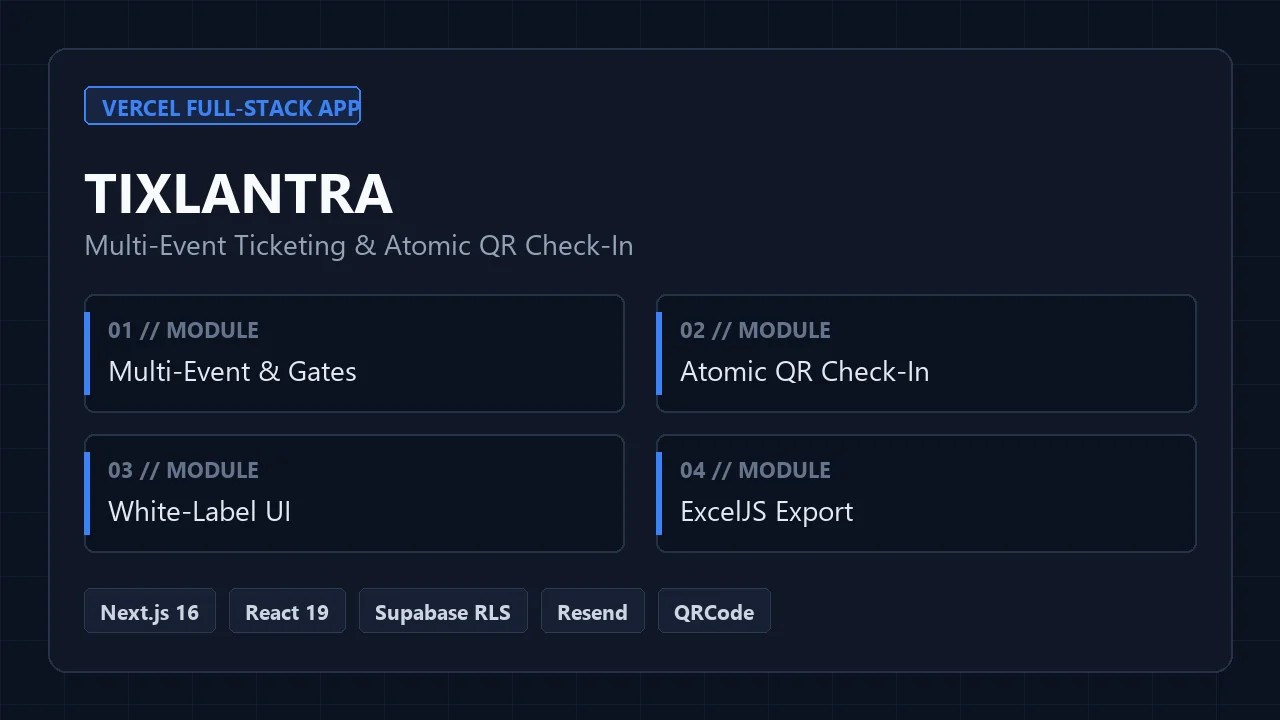 VERCEL FULL-STACK APP
TIXLANTRA
Multi-Event Ticketing & Atomic QR Check-In
01 // MODULE
Multi-Event & Gates
02 // MODULE
Atomic QR Check-In
03 // MODULE
White-Label UI
04 // MODULE
ExcelJS Export
Next.js 16
React 19
Supabase RLS
Resend
QRCode